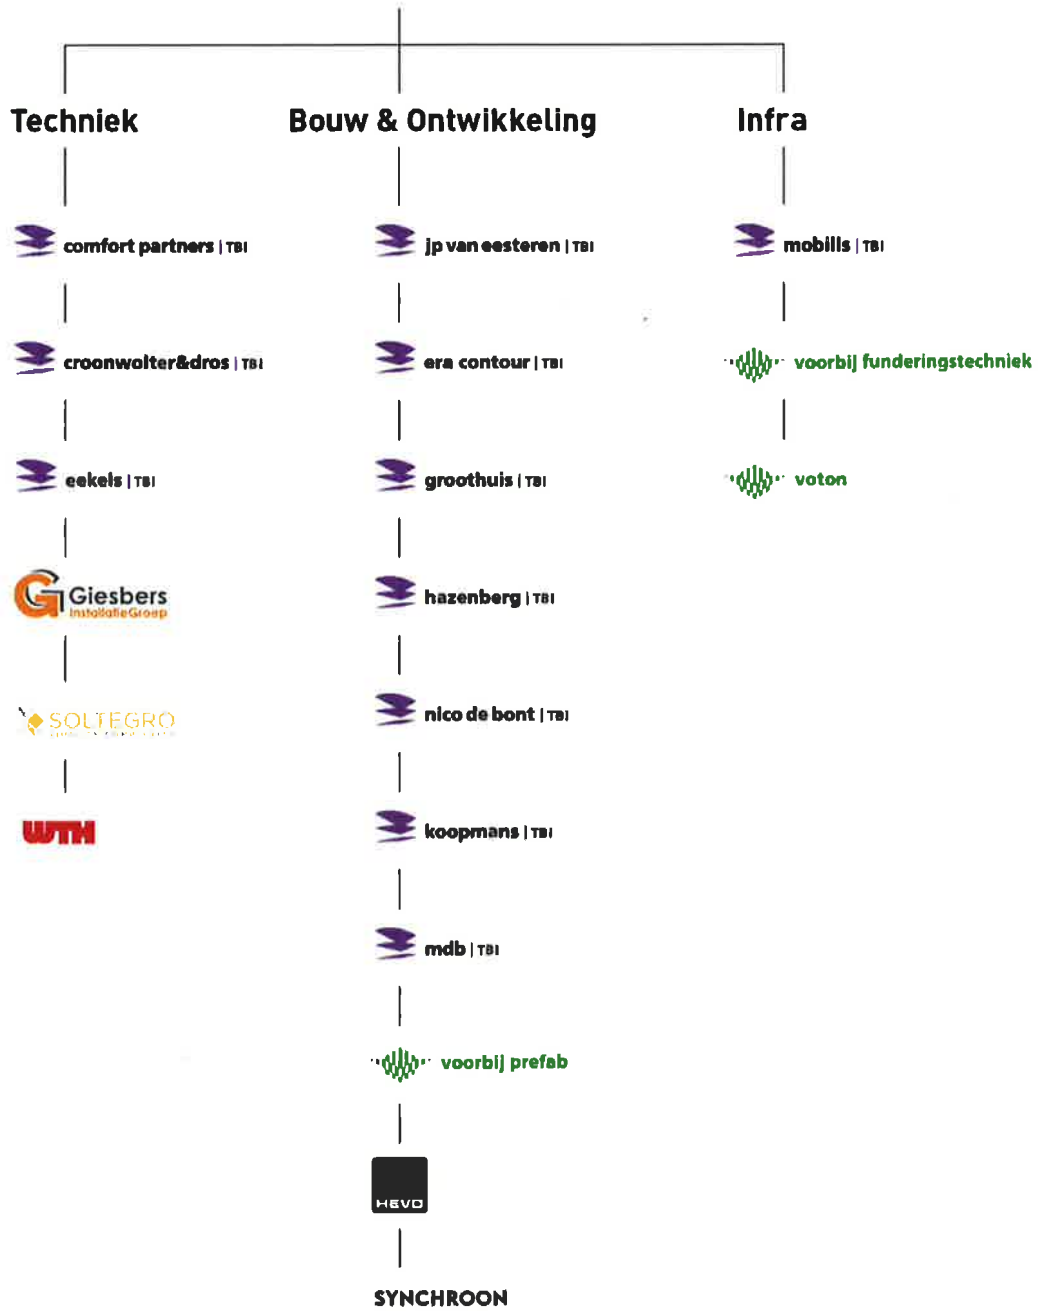 Techniek
Bouw & Ontwikkeling
Infra
comfort partners | TBI
croonwolter&dros | TBI
eekels | TBI
Giesbers
InstallatieGroep
SOLTEGRO
WTH
jp van eesteren | TBI
era contour | TBI
groothuis | TBI
hazenberg | TBI
nico de bont | TBI
koopmans | TBI
mdb | TBI
voorbij prefab
HEVO
SYNCHROON
mobilis | TBI
voorbij funderingstechniek
voton